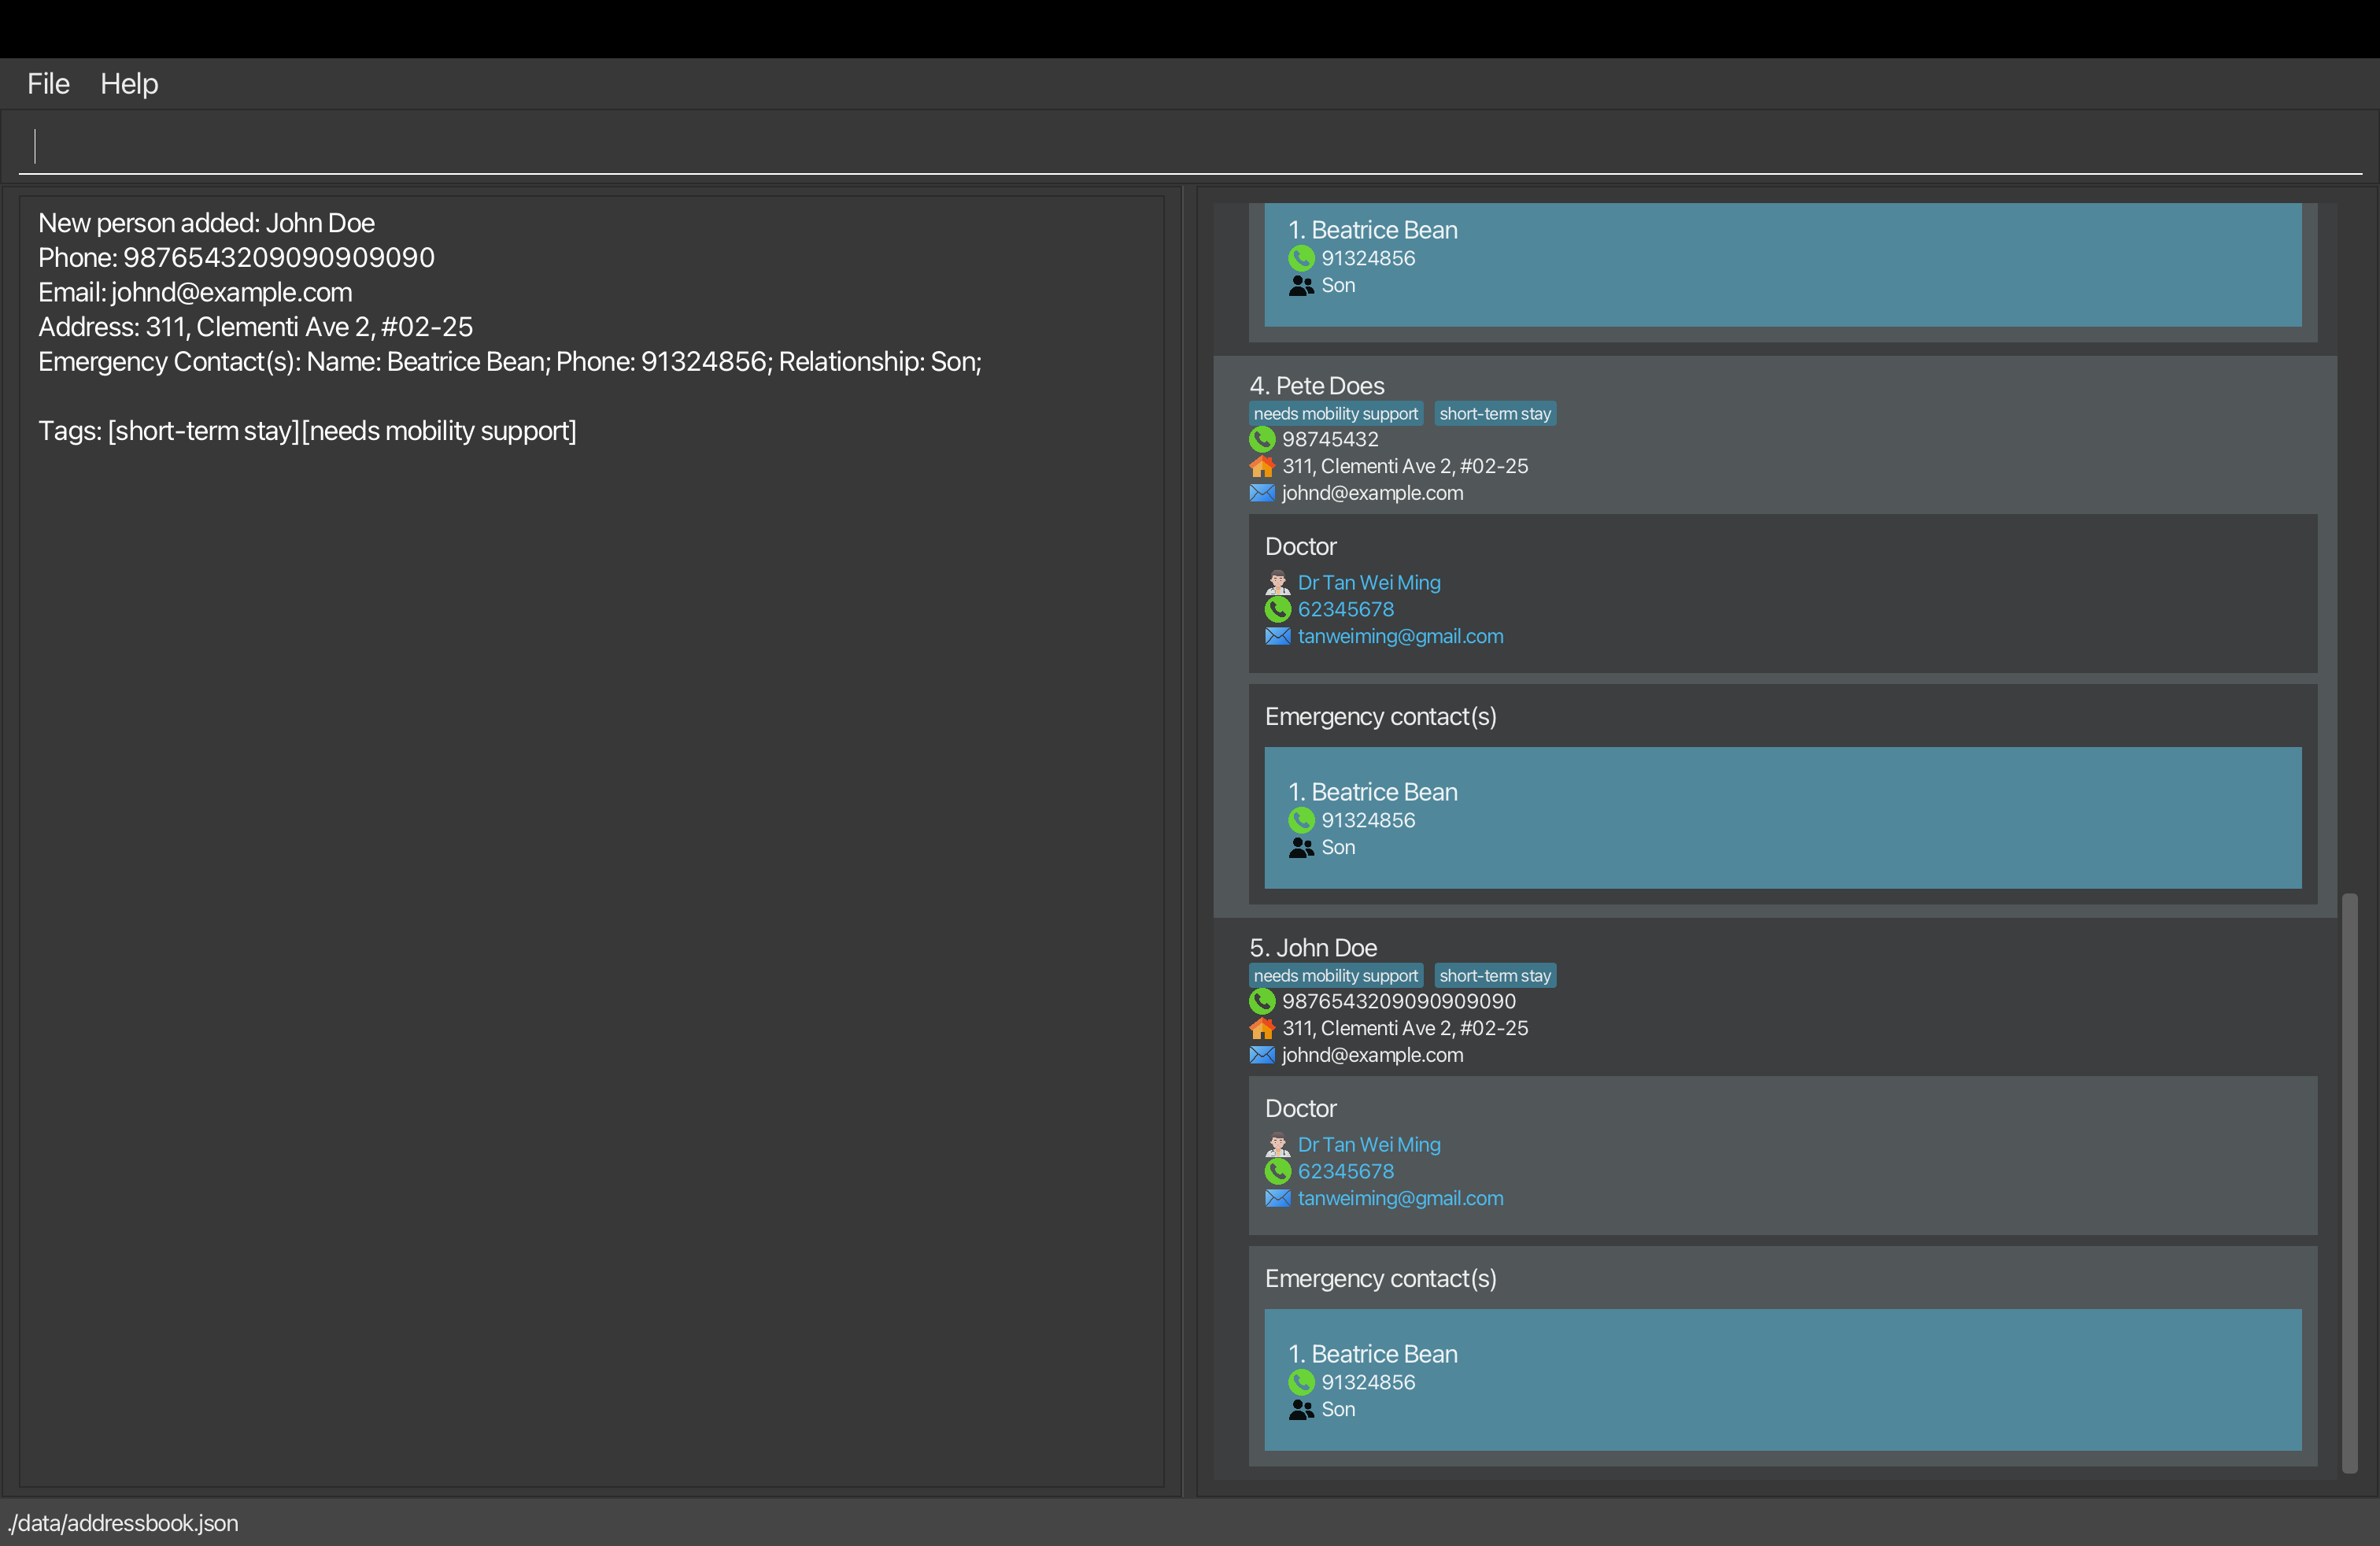 File Help
New person added: John Doe
Phone: 9876543209090909090
Email: johnd@example.com
Address: 311, Clementi Ave 2, #02-25
Emergency Contact(s): Name: Beatrice Bean; Phone: 91324856; Relationship: Son;
Tags: [short-term stay][needs mobility support]
1. Beatrice Bean
91324856
Son
4. Pete Does
needs mobility support short-term stay
98745432
311, Clementi Ave 2, #02-25
johnd@example.com
Doctor
Dr Tan Wei Ming
62345678
tanweiming@gmail.com
Emergency contact(s)
1. Beatrice Bean
91324856
Son
5. John Doe
needs mobility support short-term stay
9876543209090909090
311, Clementi Ave 2, #02-25
johnd@example.com
Doctor
Dr Tan Wei Ming
62345678
tanweiming@gmail.com
Emergency contact(s)
1. Beatrice Bean
91324856
Son
./data/addressbook.json